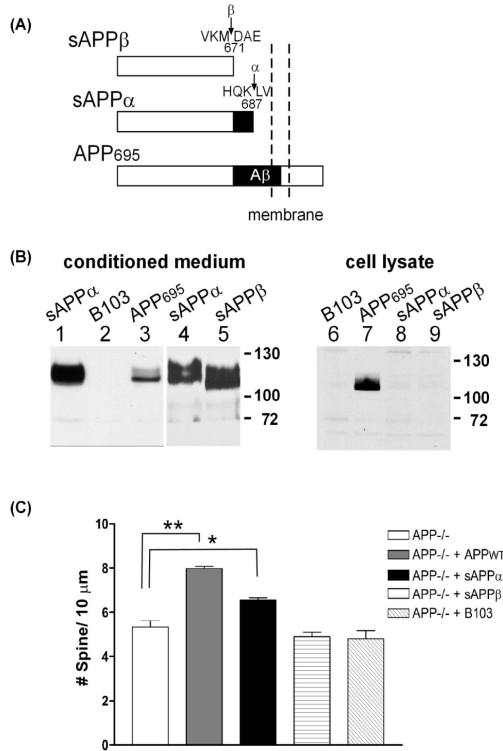 (A)
β
sAPPβ
VKM DAE
671
α
sAPPα
HQK LV
687
APP695
Aβ
membrane
(B)
conditioned medium
cell lysate
sAPPα B103 APP695 sAPPα sAPPβ
B103 APP695 sAPPα sAPPβ
1 2 3 4 5
6 7 8 9
130
100
72
130
100
72
(C)
# Spine/ 10 µm
10
8
6
4
2
0
**
*
APP-/-
APP-/- + APPWT
APP-/- + sAPPα
APP-/- + sAPPβ
APP-/- + B103